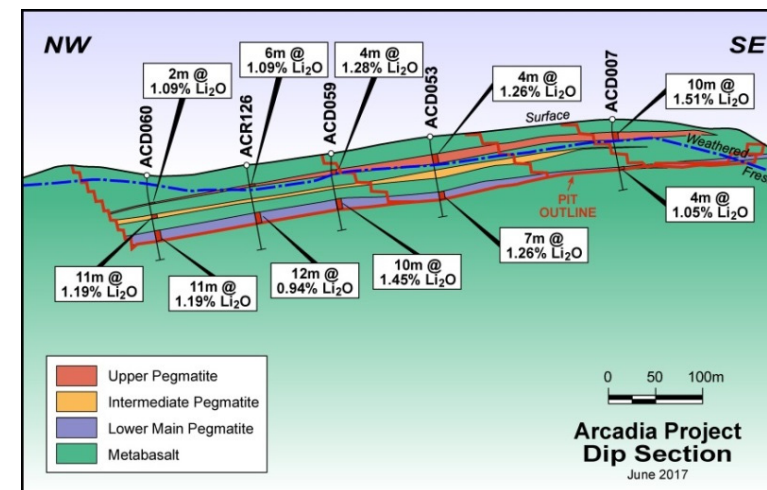 NW
SE
2m @
1.09% Li₂O
6m @
1.09% Li₂O
4m @
1.28% Li₂O
4m @
1.26% Li₂O
10m @
1.51% Li₂O
ACD060
ACR126
ACD059
ACD053
ACD007
Surface
Weathered
Fres
PIT
OUTLINE
4m @
1.05% Li₂O
11m @
1.19% Li₂O
11m @
1.19% Li₂O
12m @
0.94% Li₂O
10m @
1.45% Li₂O
7m @
1.26% Li₂O
Upper Pegmatite
Intermediate Pegmatite
Lower Main Pegmatite
Metabasalt
0 50 100m
Arcadia Project
Dip Section
June 2017